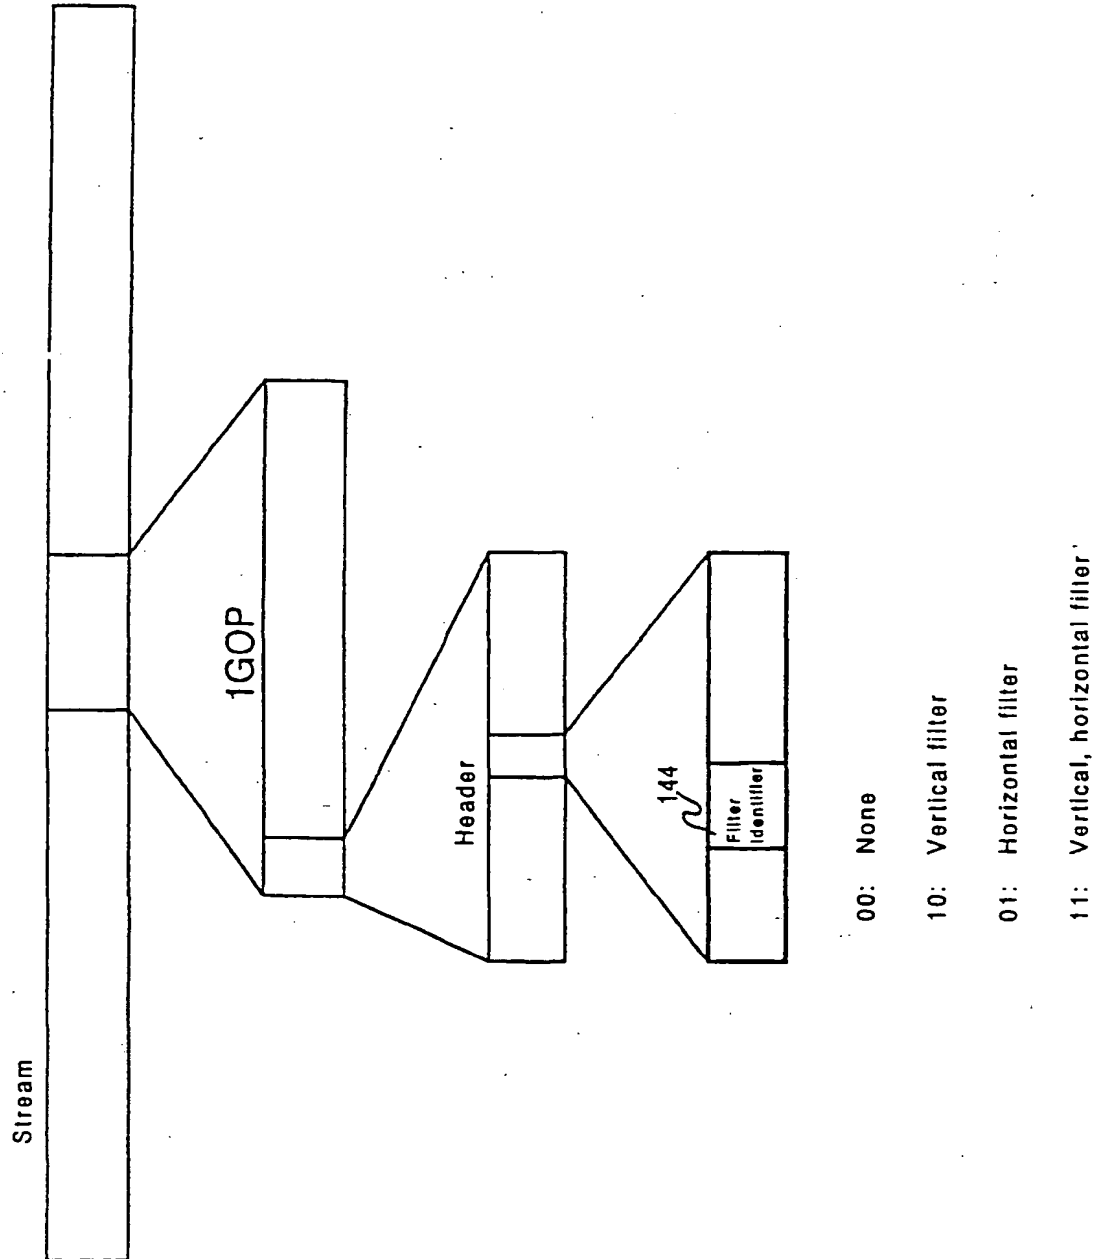 Stream
1GOP
Header
144
Filter
Identifier
00: None
10: Vertical filter
01: Horizontal filter
11: Vertical, horizontal filter